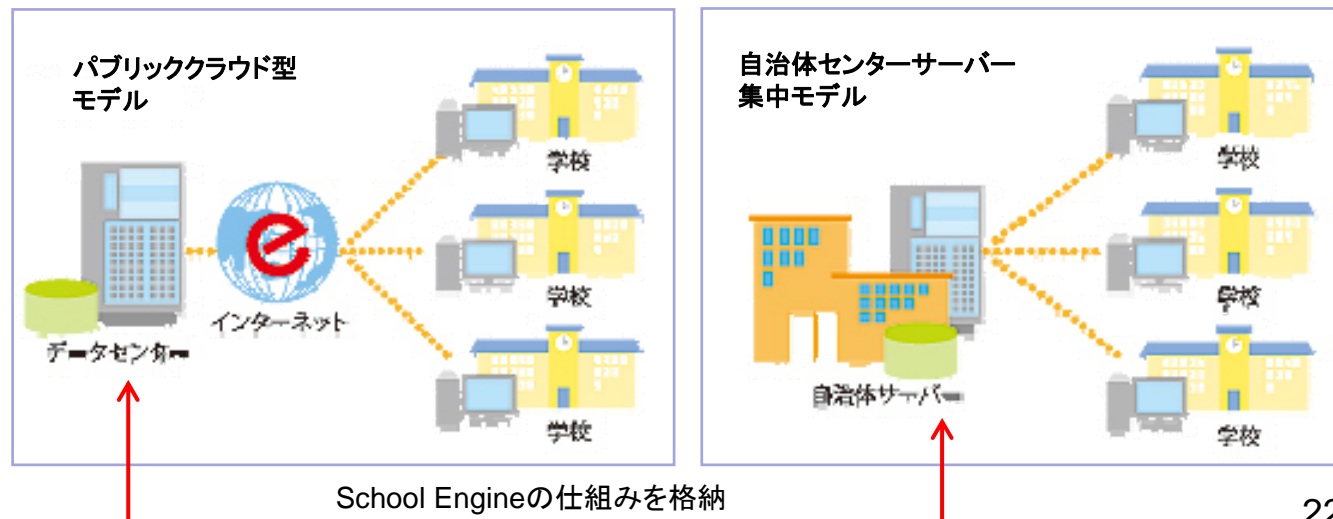 パブリッククラウド型
モデル
学校
学校
学校
インターネット
データセンター
自治体センターサーバー
集中モデル
学校
学校
学校
自治体サーバー
School Engineの仕組みを格納
22